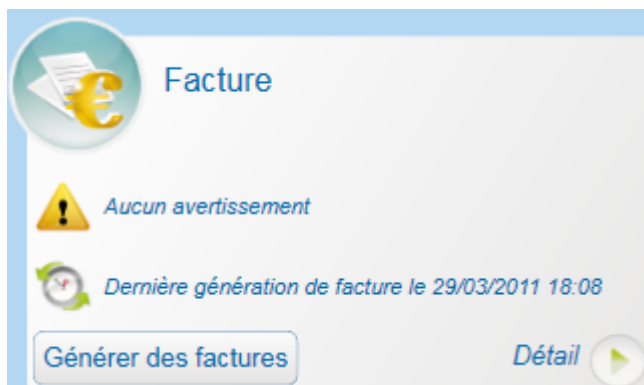 Facture
Aucun avertissement
Dernière génération de facture le 29/03/2011 18:08
Générer des factures
Détail